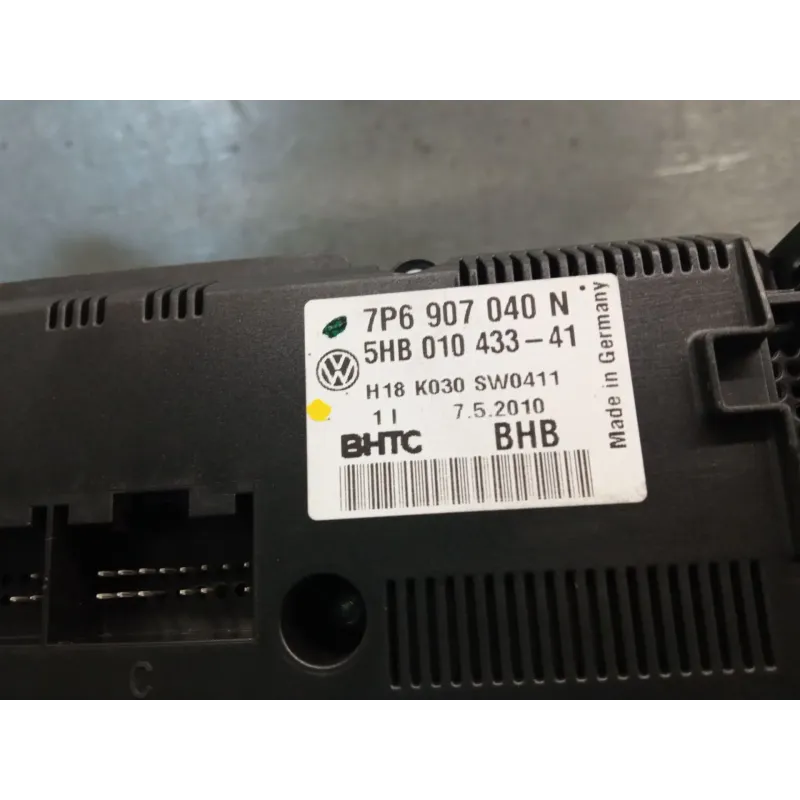 7P6 907 040 N
5HB 010 433-41
H18 K030 SW0411
1I 7.5.2010
BHTC BHB
Made in Germany
VW
C